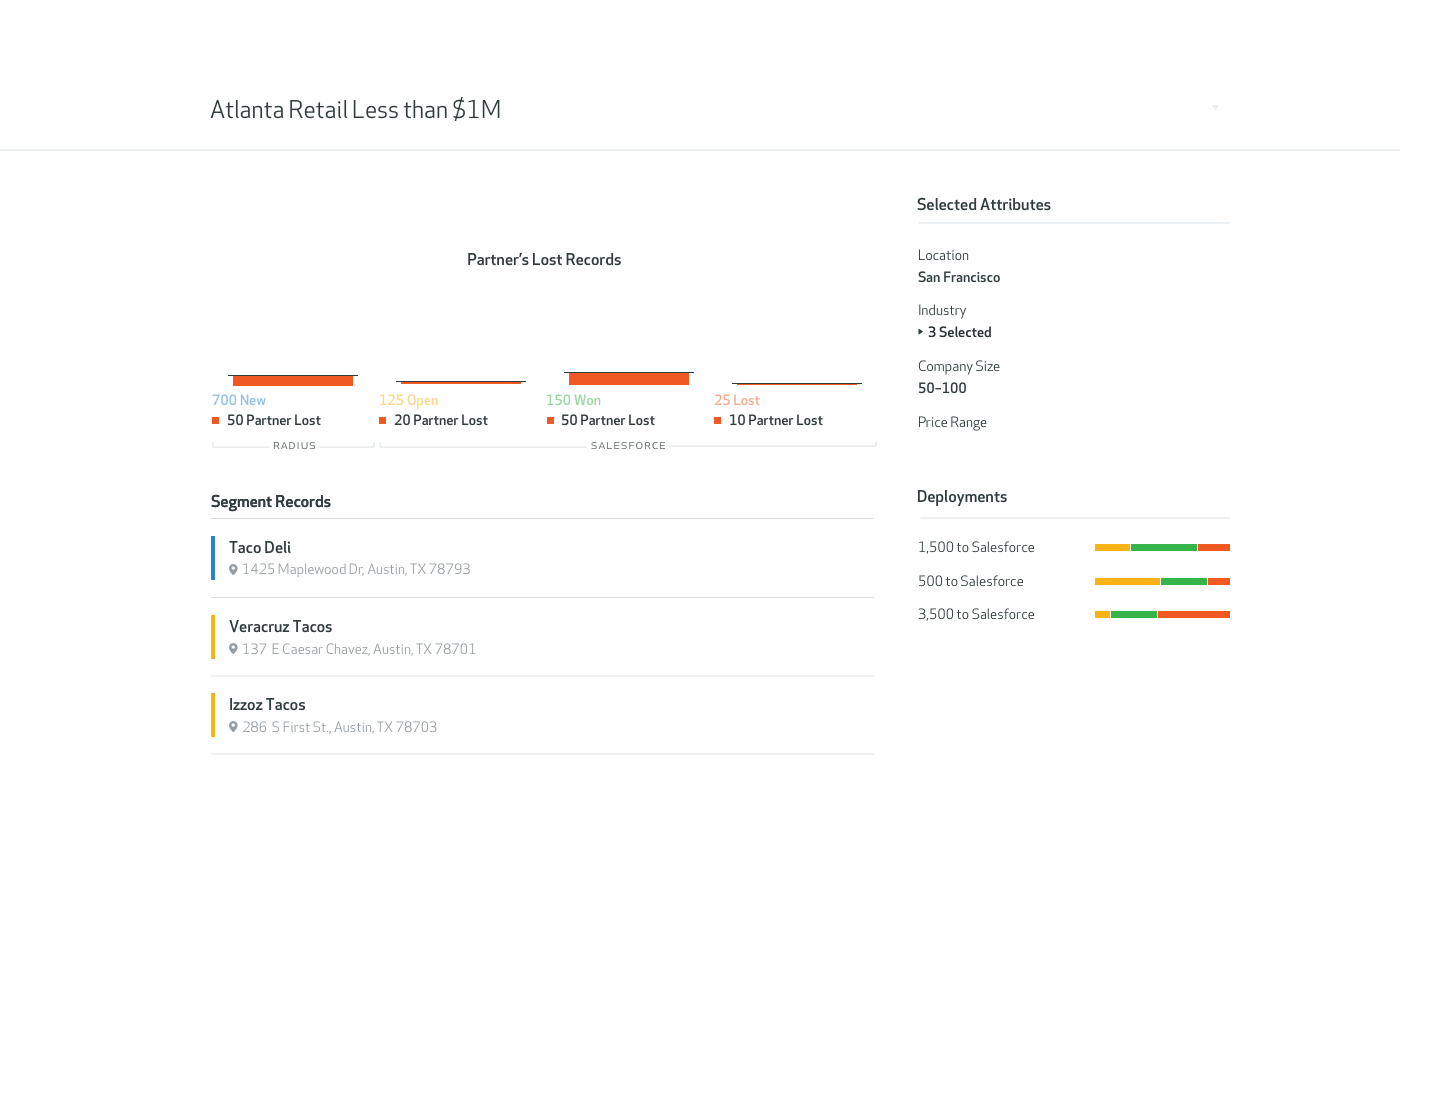 Atlanta Retail Less than $1M
Partner’s Lost Records
700 New
125 Open
150 Won
25 Lost
50 Partner Lost
20 Partner Lost
50 Partner Lost
10 Partner Lost
RADIUS
SALESFORCE
Segment Records
Taco Deli
1425 Maplewood Dr, Austin, TX 78793
Veracruz Tacos
137 E Caesar Chavez, Austin, TX 78701
Izzoz Tacos
286 S First St., Austin, TX 78703
Selected Attributes
Location
San Francisco
Industry
3 Selected
Company Size
50–100
Price Range
Deployments
1,500 to Salesforce
500 to Salesforce
3,500 to Salesforce